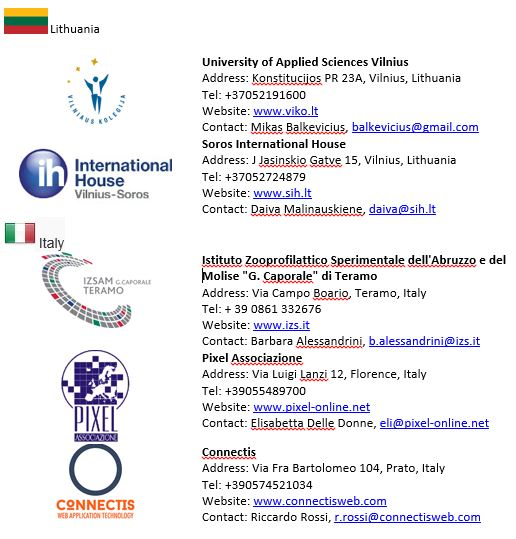 Lithuania
VILNIAUS KOLEGIJA
University of Applied Sciences Vilnius
Address: Konstitucijos PR 23A, Vilnius, Lithuania
Tel: +37052191600
Website: www.viko.lt
Contact: Mikas Balkevicius, balkevicius@gmail.com
ih International
House
Vilnius-Soros
Soros International House
Address: J Jasinskio Gatve 15, Vilnius, Lithuania
Tel: +37052724879
Website: www.sih.lt
Contact: Daiva Malinauskiene, daiva@sih.lt
Italy
IZSAM G.CAPORALE
TERAMO
Istituto Zooprofilattico Sperimentale dell'Abruzzo e del
Molise "G. Caporale" di Teramo
Address: Via Campo Boario, Teramo, Italy
Tel: + 39 0861 332676
Website: www.izs.it
Contact: Barbara Alessandrini, b.alessandrini@izs.it
PIXEL
ASSOCIAZIONE
Pixel Associazione
Address: Via Luigi Lanzi 12, Florence, Italy
Tel: +39055489700
Website: www.pixel-online.net
Contact: Elisabetta Delle Donne, eli@pixel-online.net
CONNECTIS
WEB APPLICATION TECHNOLOGY
Connectis
Address: Via Fra Bartolomeo 104, Prato, Italy
Tel: +390574521034
Website: www.connectisweb.com
Contact: Riccardo Rossi, r.rossi@connectisweb.com